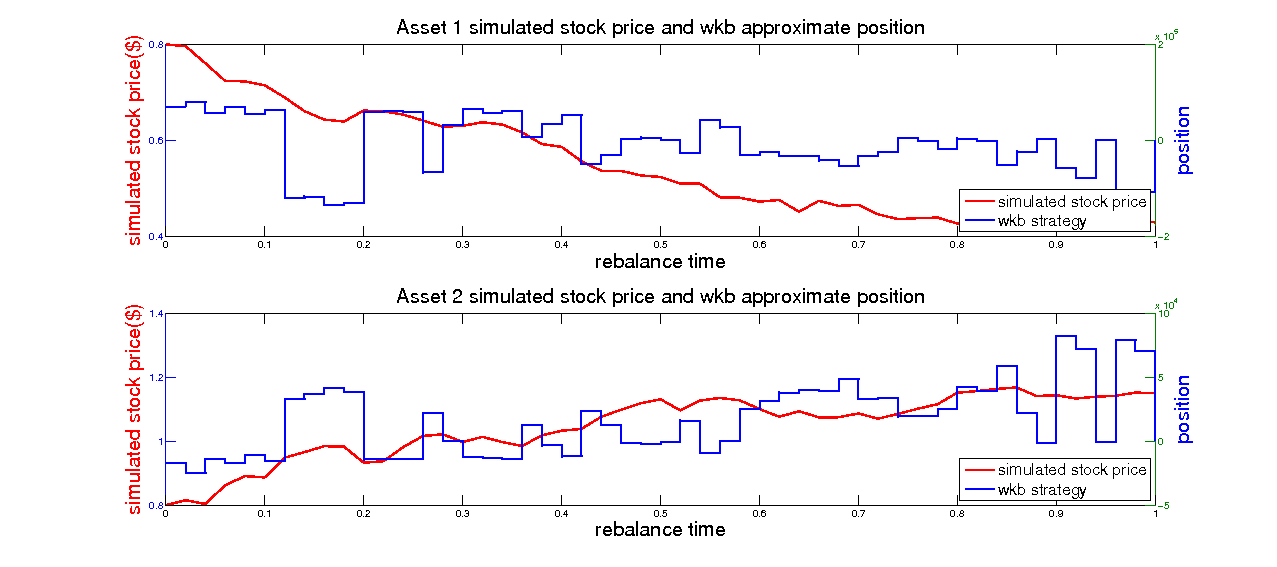 Asset 1 simulated stock price and wkb approximate position
x 10^5
simulated stock price($)
0.8
0.6
0.4
2
0
-2
position
simulated stock price
wkb strategy
0 0.1 0.2 0.3 0.4 0.5 0.6 0.7 0.8 0.9 1
rebalance time
Asset 2 simulated stock price and wkb approximate position
x 10^4
simulated stock price($)
1.4
1.2
1
0.8
10
5
0
-5
position
simulated stock price
wkb strategy
0 0.1 0.2 0.3 0.4 0.5 0.6 0.7 0.8 0.9 1
rebalance time